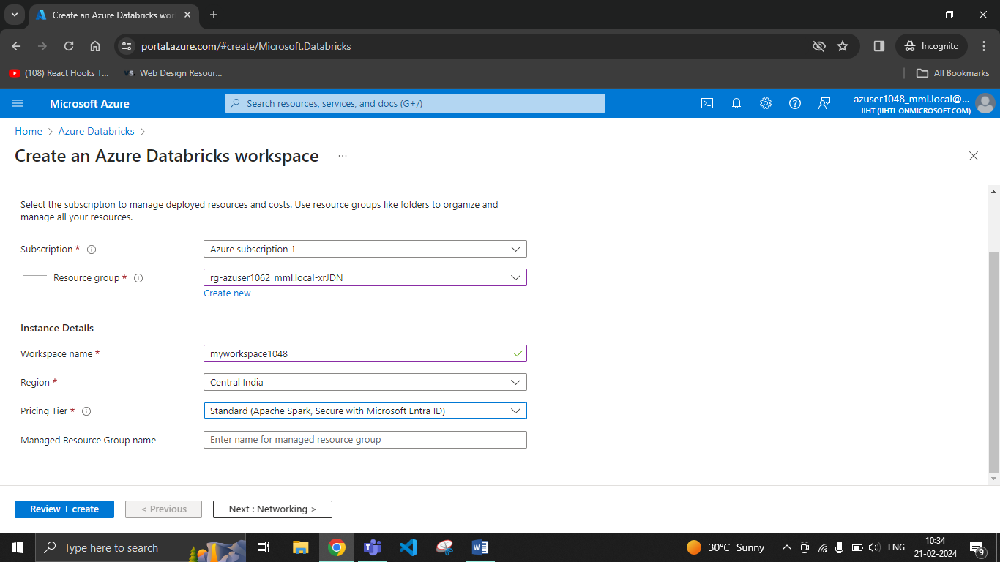 Create an Azure Databricks wo
portal.azure.com/#create/Microsoft.Databricks
Incognito
(108) React Hooks T...
VS.
Web Design Resour...
All Bookmarks
Microsoft Azure
Search resources, services, and docs (G+/)
azuser1048_mml.local@...
IIHT (IIHTL.ONMICROSOFT.COM)
Home > Azure Databricks >
Create an Azure Databricks workspace ...
Select the subscription to manage deployed resources and costs. Use resource groups like folders to organize and
manage all your resources.
Subscription *
Azure subscription 1
Resource group *
rg-azuser1062_mml.local-xrJDN
Create new
Instance Details
Workspace name *
myworkspace1048
Region *
Central India
Pricing Tier *
Standard (Apache Spark, Secure with Microsoft Entra ID)
Managed Resource Group name
Enter name for managed resource group
Review + create
< Previous
Next : Networking >
Type here to search
30°C Sunny
ENG
10:34
21-02-2024
9